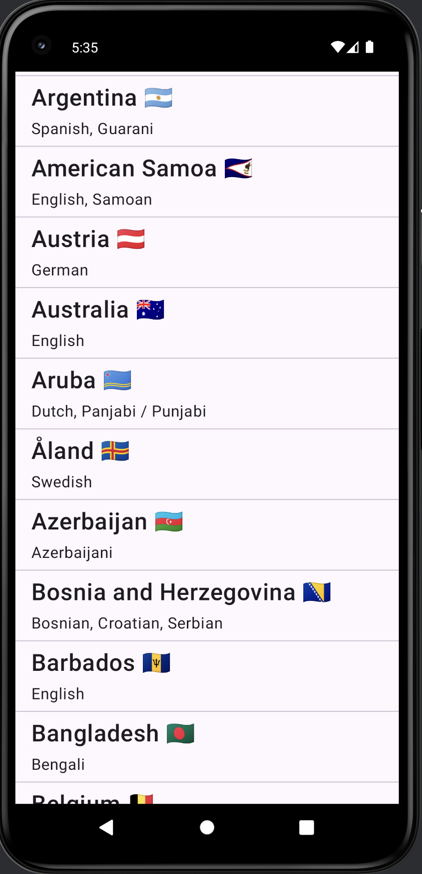 5:35
Argentina 🇦🇷
Spanish, Guarani
American Samoa 🇦🇸
English, Samoan
Austria 🇦🇹
German
Australia 🇦🇺
English
Aruba 🇦🇼
Dutch, Panjabi / Punjabi
Åland 🇦🇽
Swedish
Azerbaijan 🇦🇿
Azerbaijani
Bosnia and Herzegovina 🇧🇦
Bosnian, Croatian, Serbian
Barbados 🇧🇧
English
Bangladesh 🇧🇩
Bengali
Belgium 🇧🇪